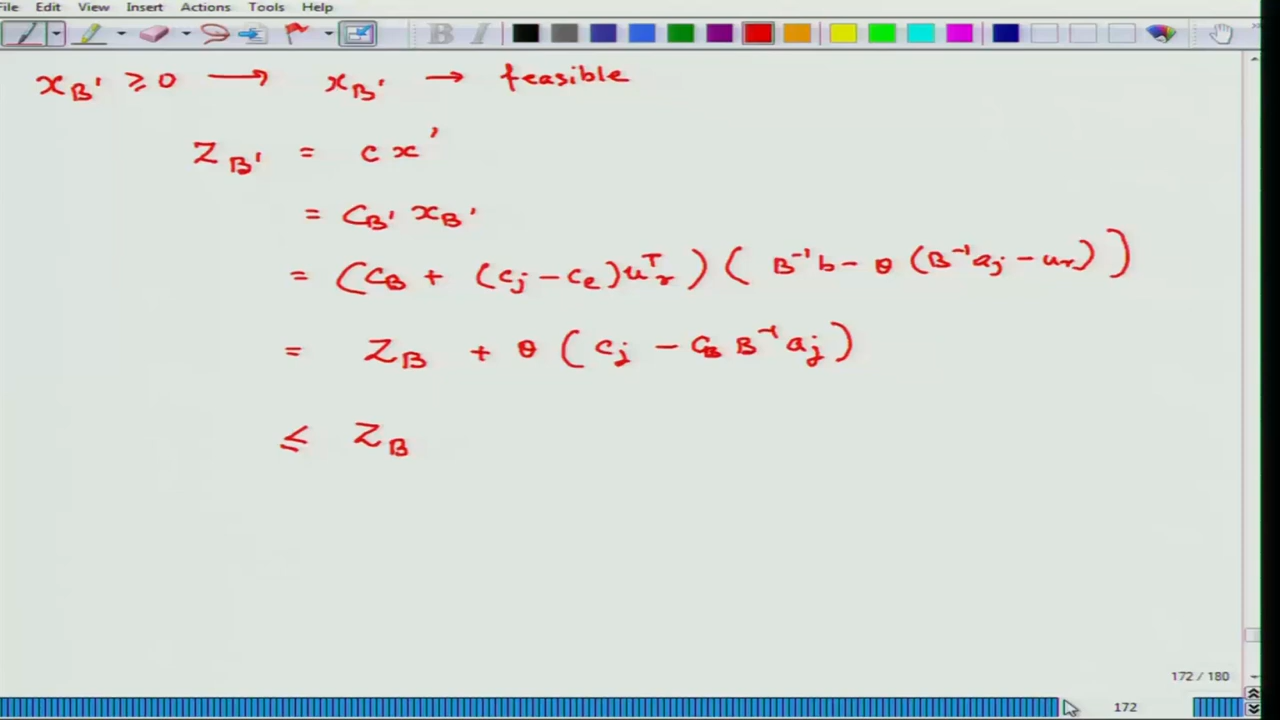 File Edit View Insert Actions Tools Help
B I
x_B' ≥ 0 → x_B' → feasible
Z_B' = c x'
= C_B' x_B'
= (C_B + (c_j - c_l) u_r^T) (B^-1 b - θ (B^-1 a_j - u_r))
= Z_B + θ (c_j - C_B B^-1 a_j)
≤ Z_B
172 / 180
172